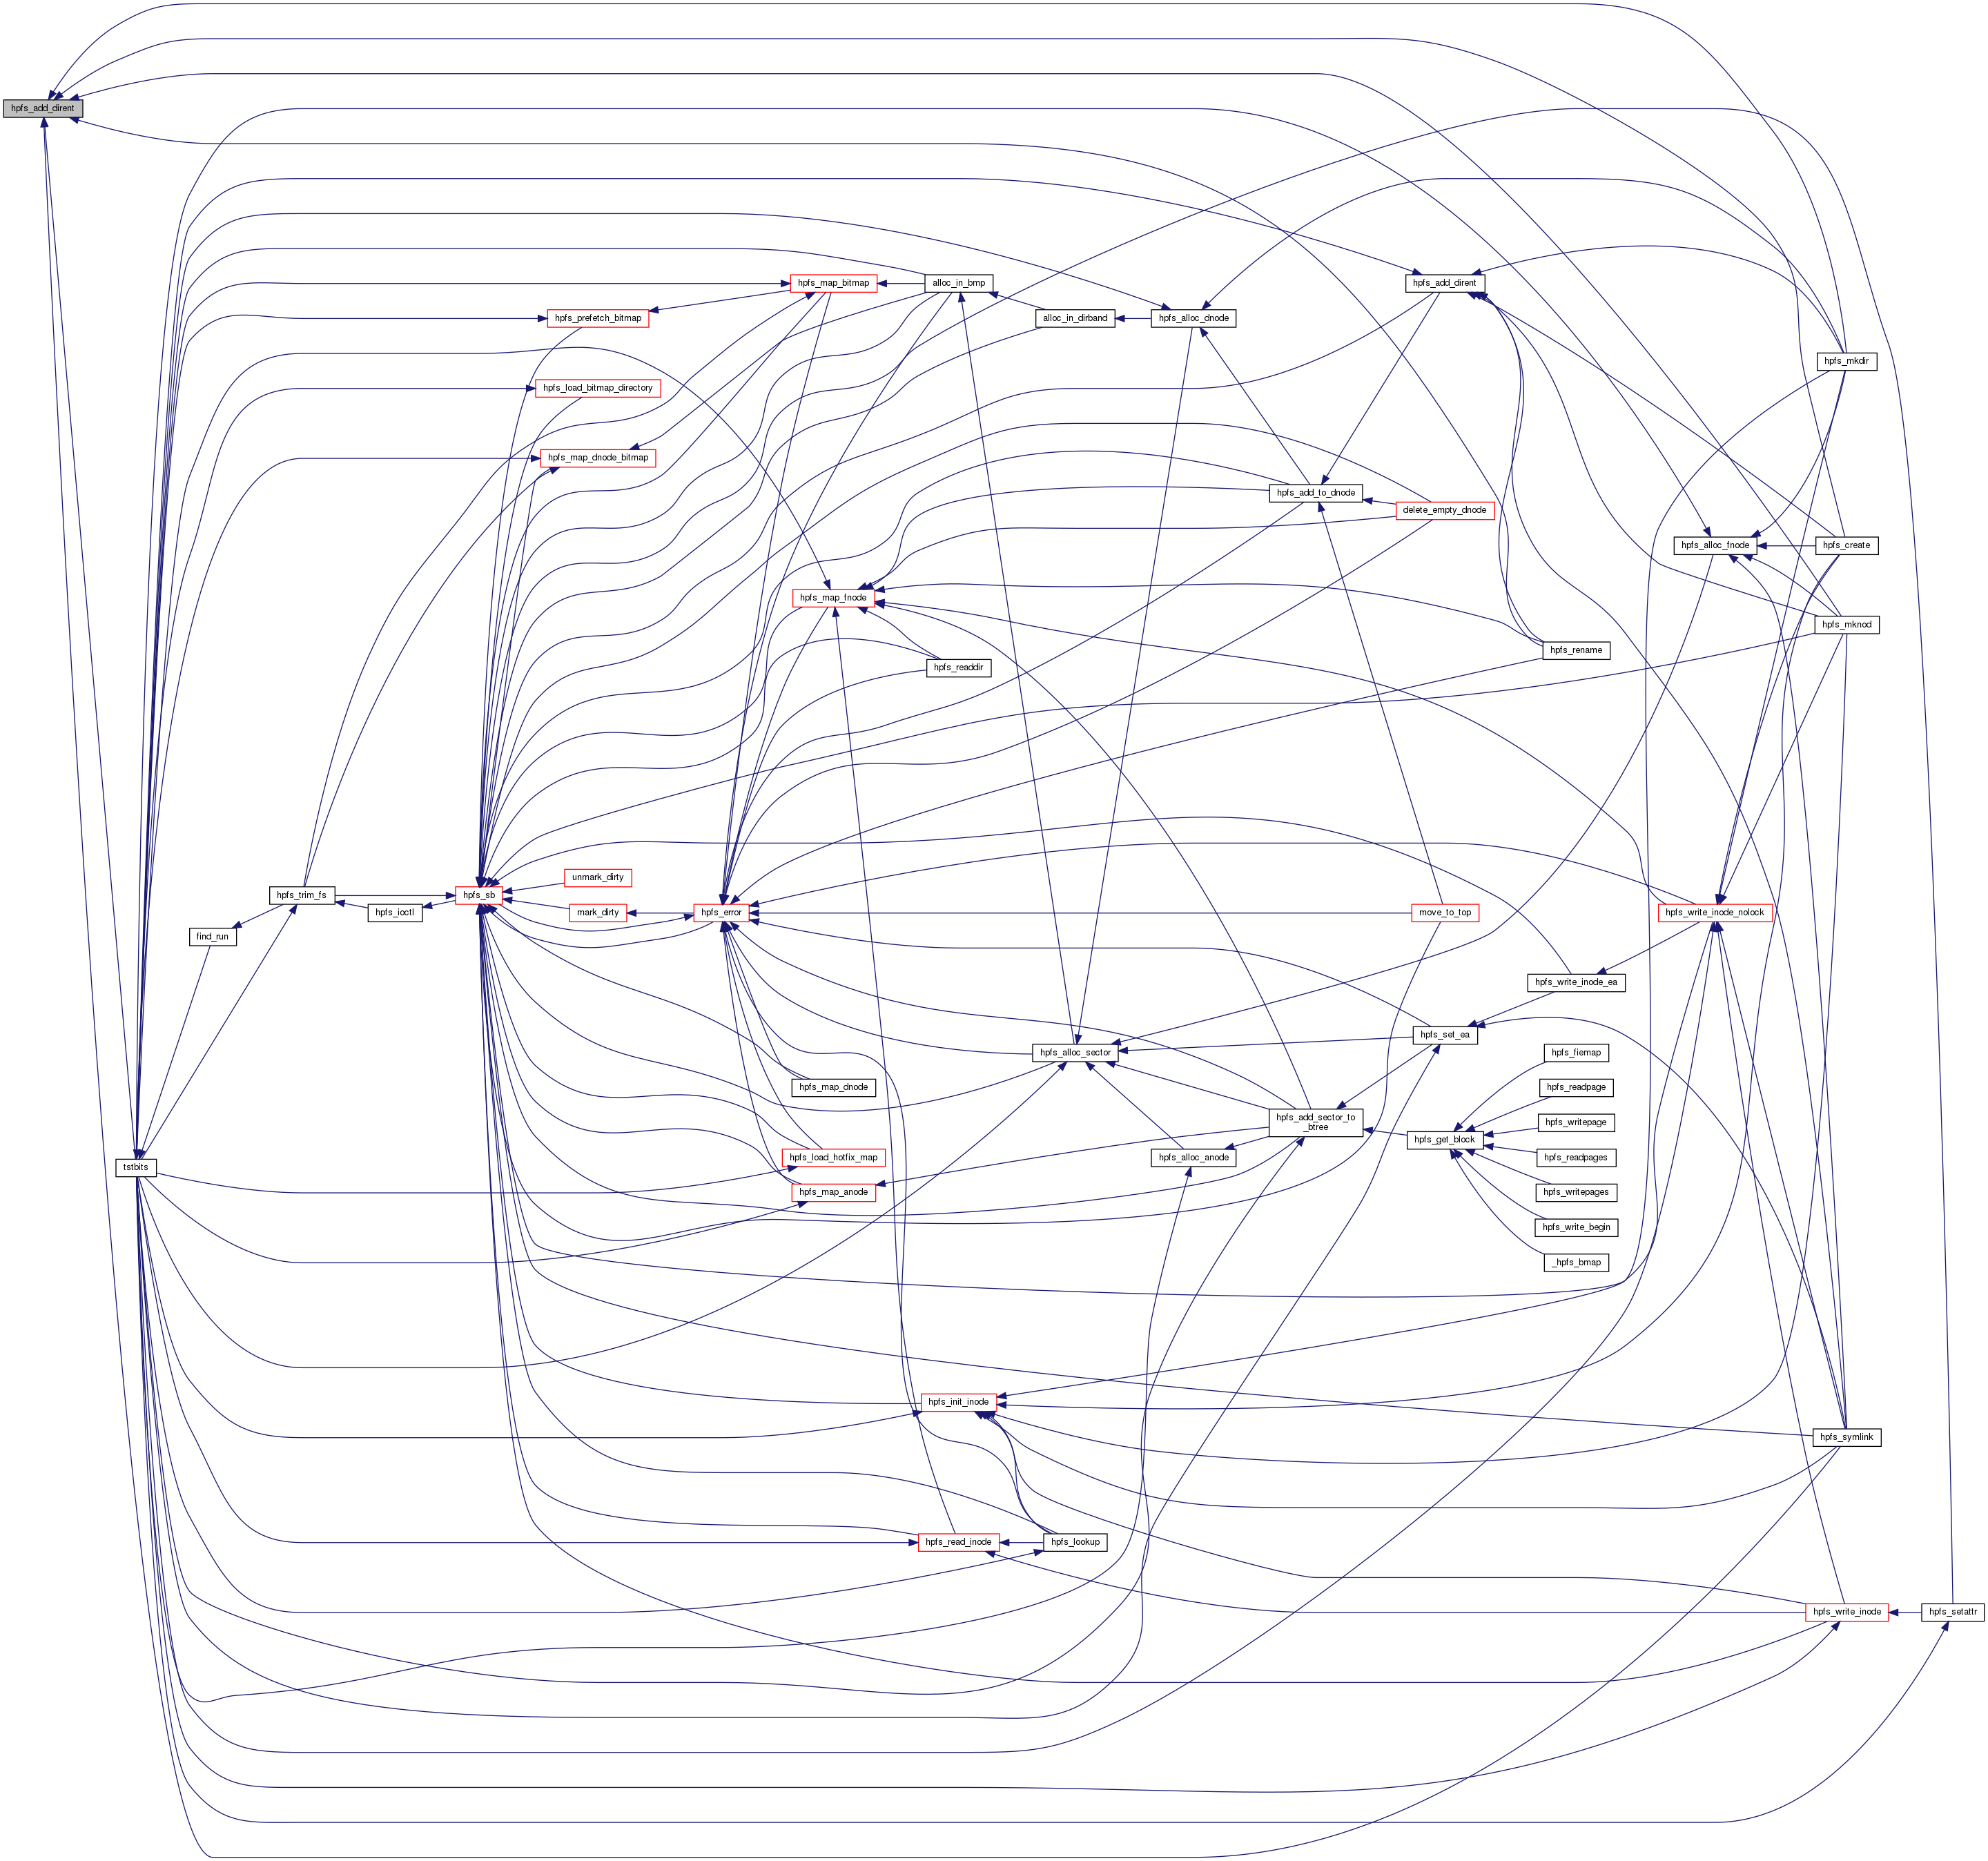 hpfs_add_dirent
hpfs_map_bitmap
alloc_in_bmp
hpfs_add_dirent
hpfs_prefetch_bitmap
alloc_in_dirband
hpfs_alloc_dnode
hpfs_mkdir
hpfs_load_bitmap_directory
hpfs_map_dnode_bitmap
hpfs_add_to_dnode
delete_empty_dnode
hpfs_alloc_fnode
hpfs_create
hpfs_map_fnode
hpfs_mknod
hpfs_rename
hpfs_readdir
unmark_dirty
hpfs_trim_fs
hpfs_sb
hpfs_ioctl
mark_dirty
hpfs_error
move_to_top
hpfs_write_inode_nolock
find_run
hpfs_write_inode_ea
hpfs_set_ea
hpfs_alloc_sector
hpfs_fiemap
hpfs_map_dnode
hpfs_readpage
hpfs_add_sector_to
_btree
hpfs_writepage
hpfs_get_block
hpfs_load_hotfix_map
hpfs_alloc_anode
hpfs_readpages
tstbits
hpfs_map_anode
hpfs_writepages
hpfs_write_begin
_hpfs_bmap
hpfs_init_inode
hpfs_symlink
hpfs_read_inode
hpfs_lookup
hpfs_write_inode
hpfs_setattr